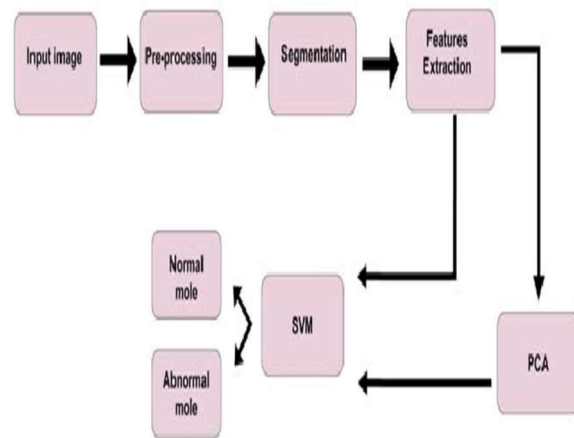 Input image
Pre-processing
Segmentation
Features
Extraction
Normal
mole
SVM
Abnormal
mole
PCA